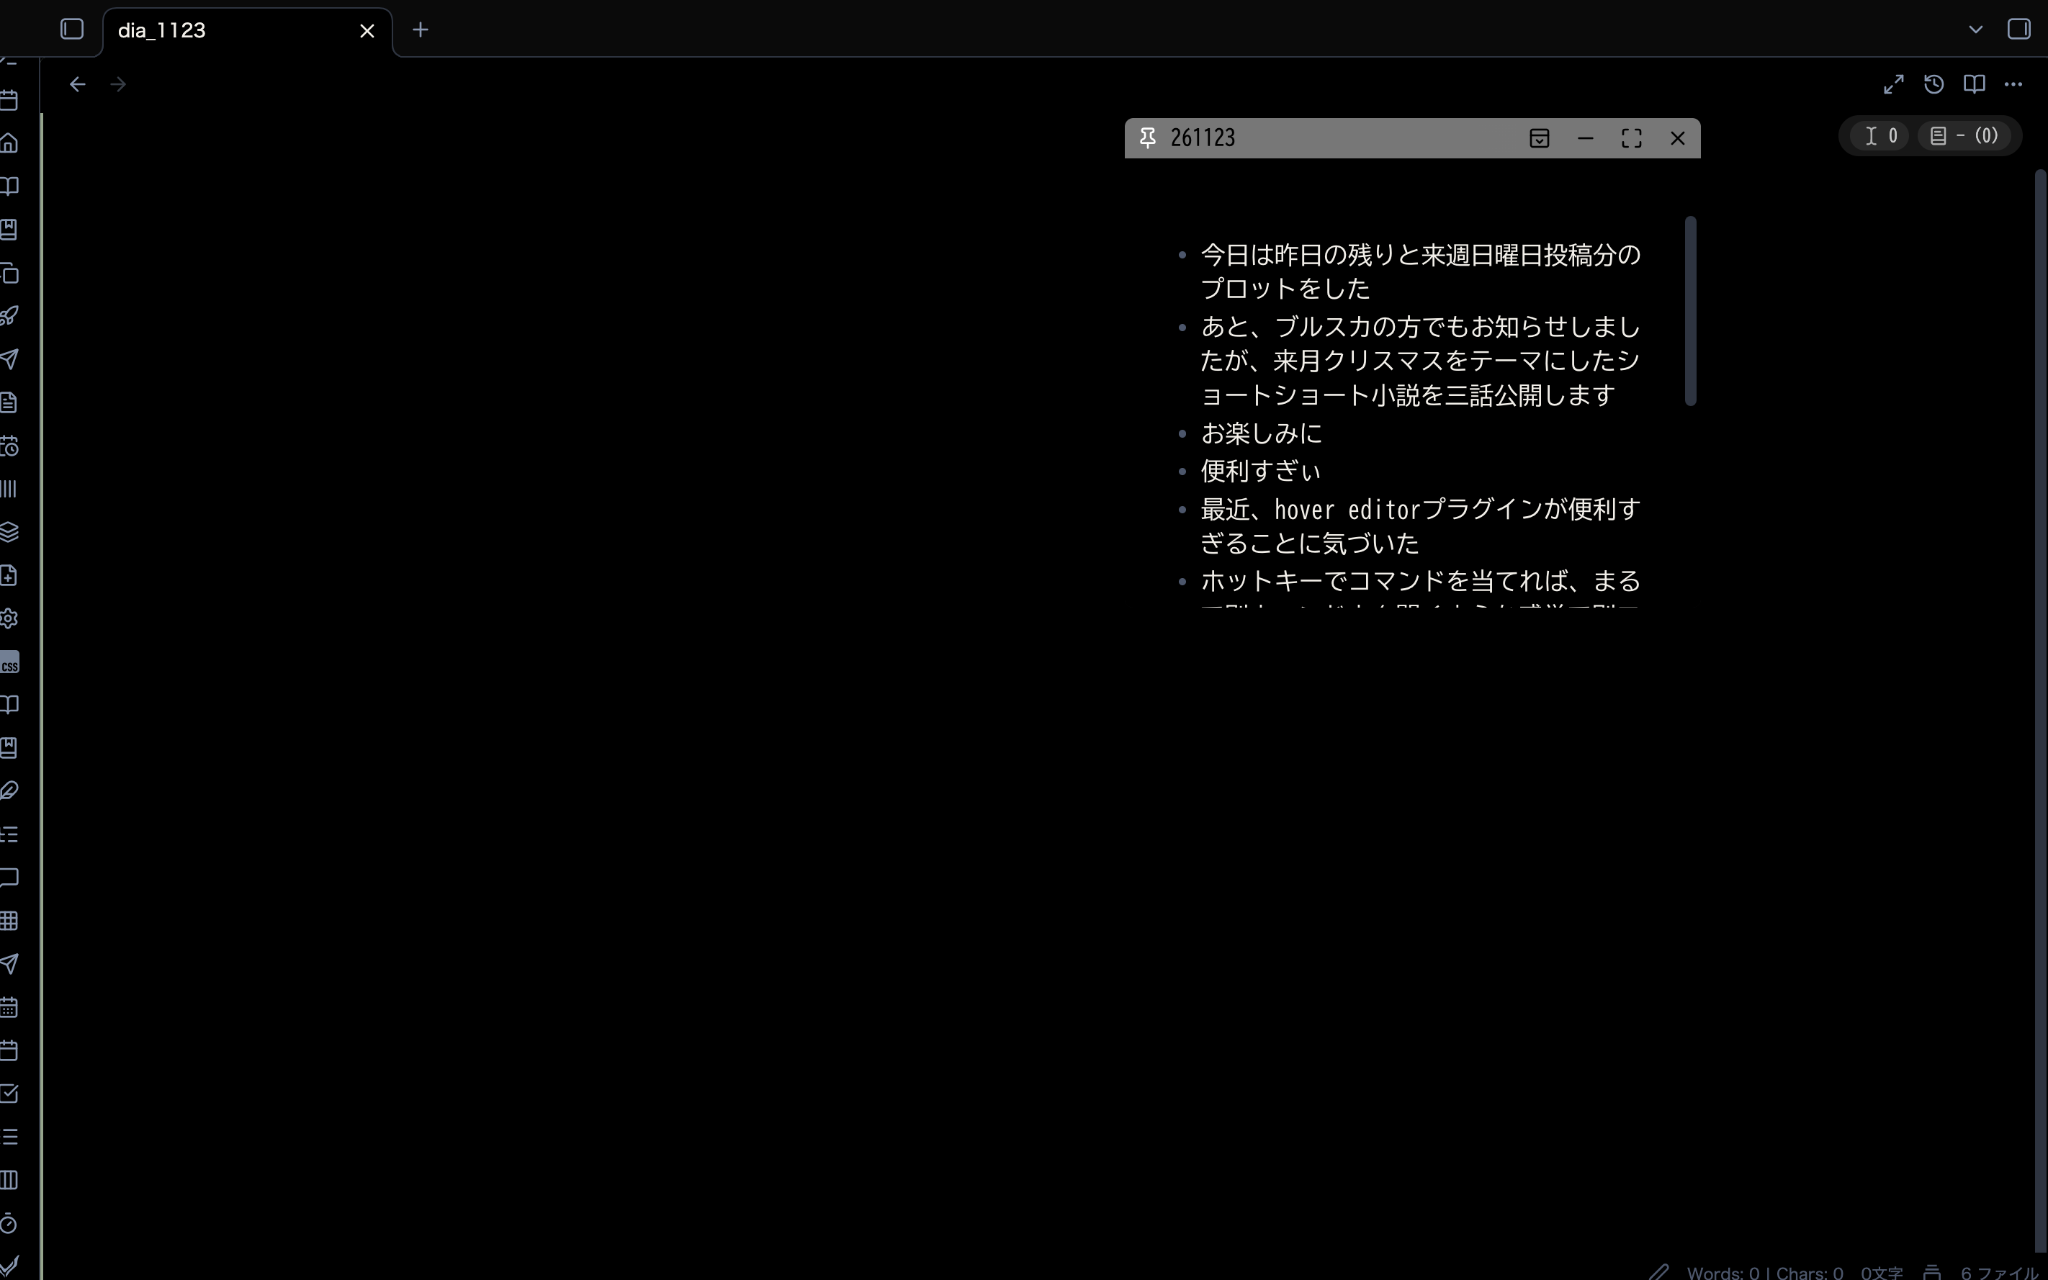 dia_1123
261123
0
- (0)
今日は昨日の残りと来週日曜日投稿分の
プロットをした
あと、ブルスカの方でもお知らせしまし
たが、来月クリスマスをテーマにしたシ
ョートショート小説を三話公開します
お楽しみに
便利すぎぃ
最近、hover editorプラグインが便利す
ぎることに気づいた
ホットキーでコマンドを当てれば、まる
CSS
Words: 0 | Chars: 0 0文字 6 ファイル